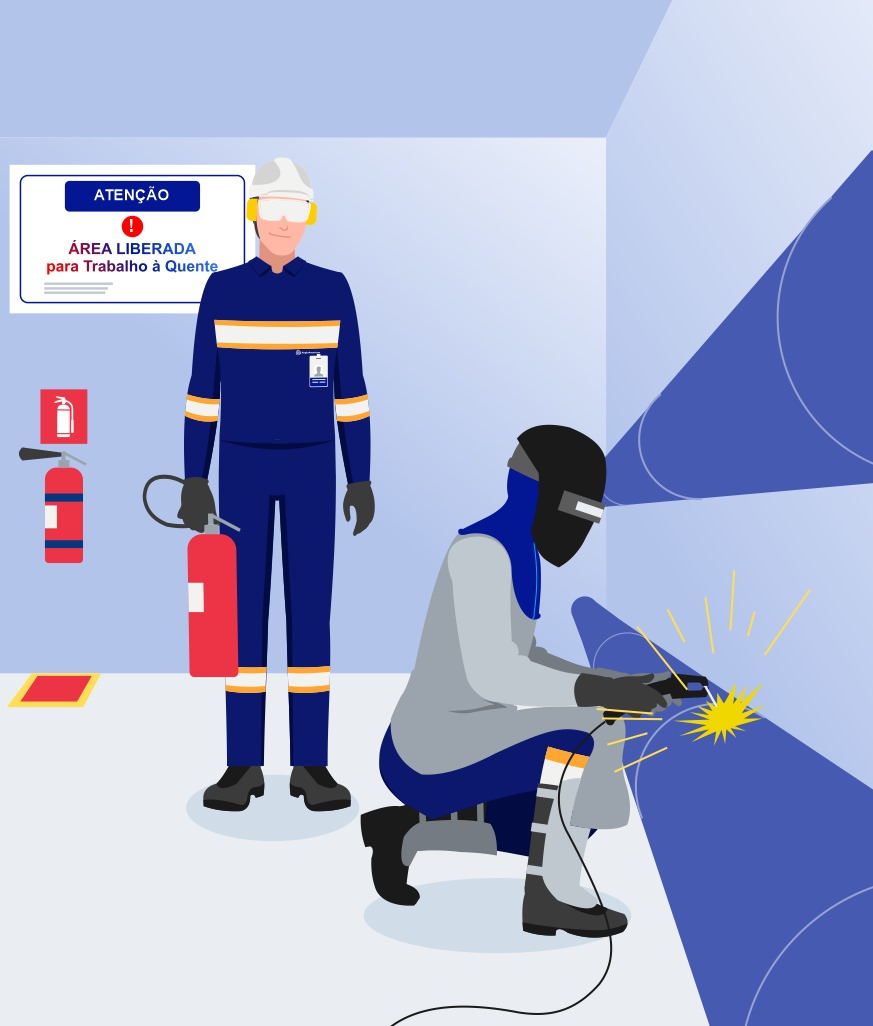 ATENÇÃO
!
ÁREA LIBERADA
para Trabalho à Quente